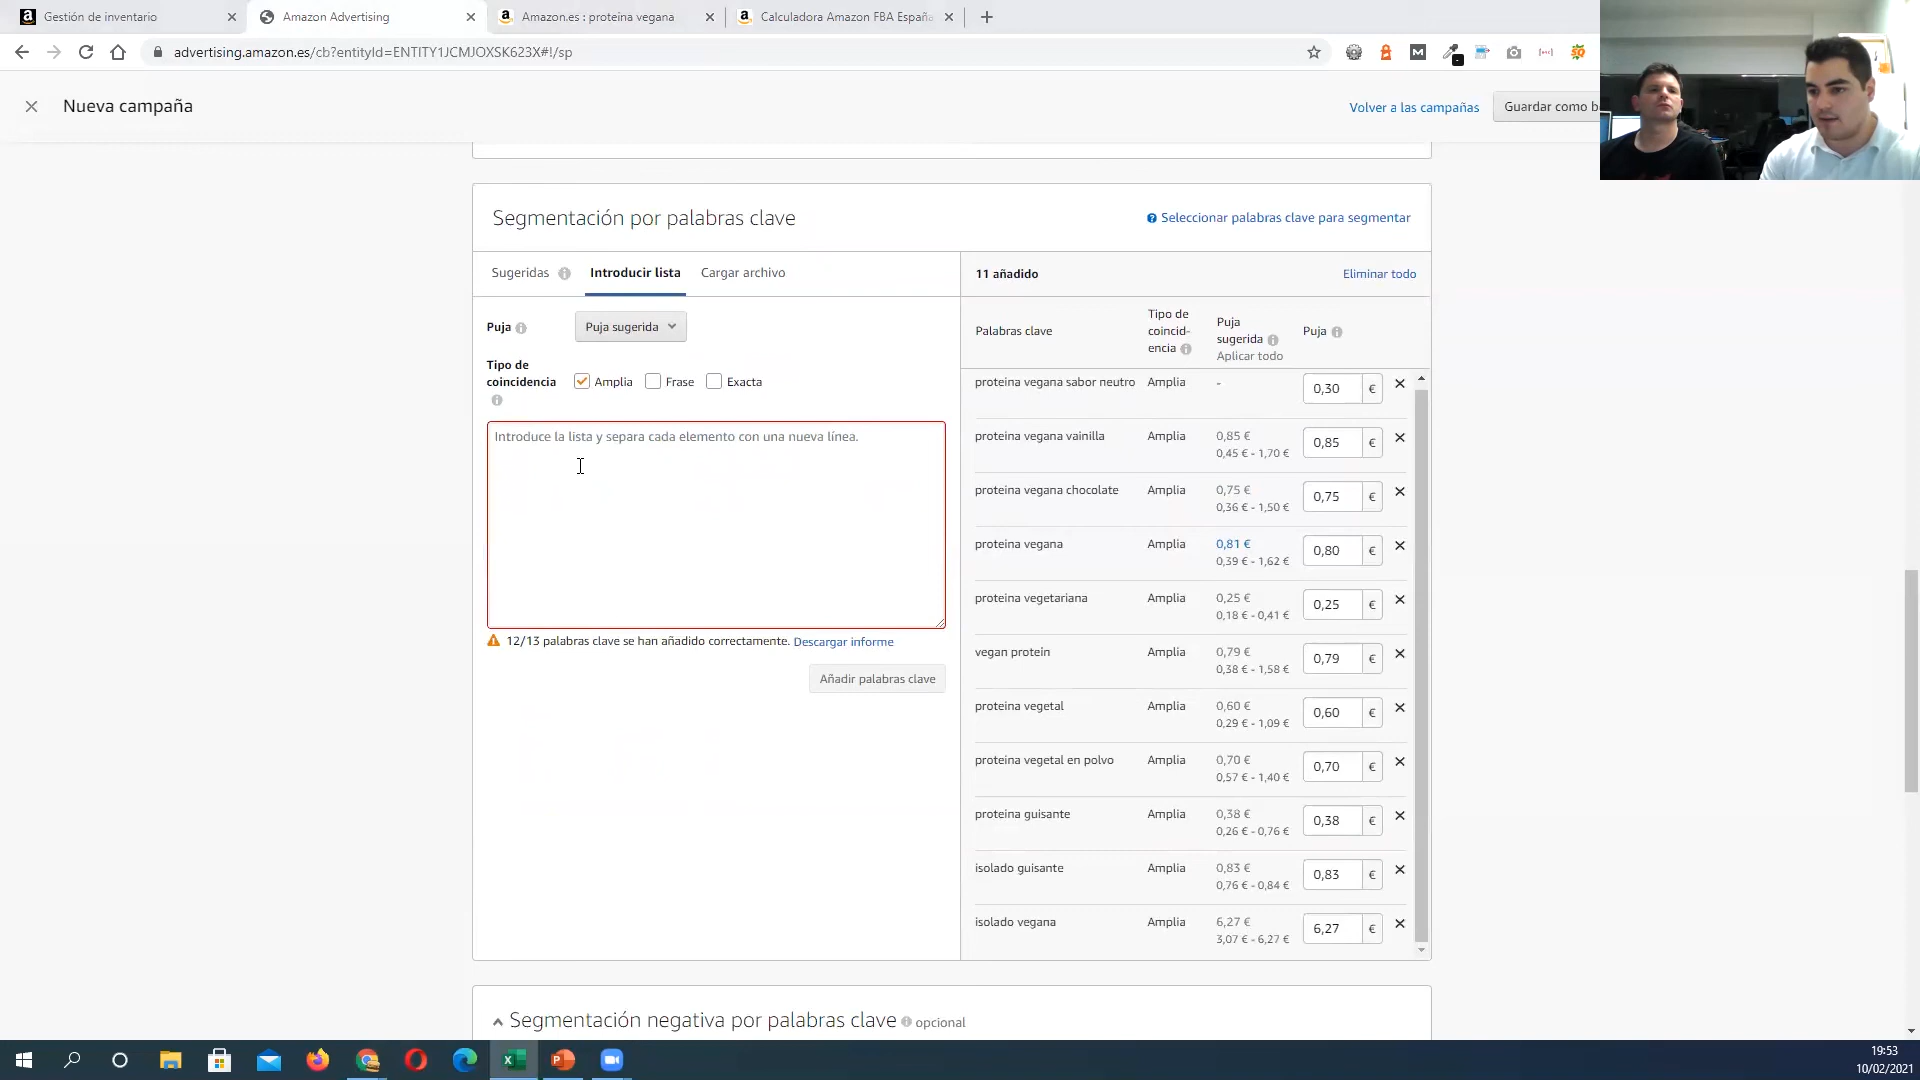 Gestión de inventario
Amazon Advertising
Amazon.es : proteina vegana
Calculadora Amazon FBA Españ
advertising.amazon.es/cb?entityId=ENTITY1JCMJOXSK623X#!/sp
Nueva campaña
Volver a las campañas
Guardar como b
Segmentación por palabras clave
Seleccionar palabras clave para segmentar
Sugeridas
Introducir lista
Cargar archivo
11 añadido
Eliminar todo
Puja
Puja sugerida
Palabras clave
Tipo de coincid-encia
Puja sugerida
Aplicar todo
Puja
Tipo de coincidencia
Amplia
Frase
Exacta
Introduce la lista y separa cada elemento con una nueva línea.
12/13 palabras clave se han añadido correctamente. Descargar informe
Añadir palabras clave
proteina vegana sabor neutro Amplia - 0,30 €
proteina vegana vainilla Amplia 0,85 € 0,85 €
0,45 € - 1,70 €
proteina vegana chocolate Amplia 0,75 € 0,75 €
0,36 € - 1,50 €
proteina vegana Amplia 0,81 € 0,80 €
0,39 € - 1,62 €
proteina vegetariana Amplia 0,25 € 0,25 €
0,18 € - 0,41 €
vegan protein Amplia 0,79 € 0,79 €
0,38 € - 1,58 €
proteina vegetal Amplia 0,60 € 0,60 €
0,29 € - 1,09 €
proteina vegetal en polvo Amplia 0,70 € 0,70 €
0,57 € - 1,40 €
proteina guisante Amplia 0,38 € 0,38 €
0,26 € - 0,76 €
isolado guisante Amplia 0,83 € 0,83 €
0,76 € - 0,84 €
isolado vegana Amplia 6,27 € 6,27 €
3,07 € - 6,27 €
Segmentación negativa por palabras clave opcional
19:53
10/02/2021